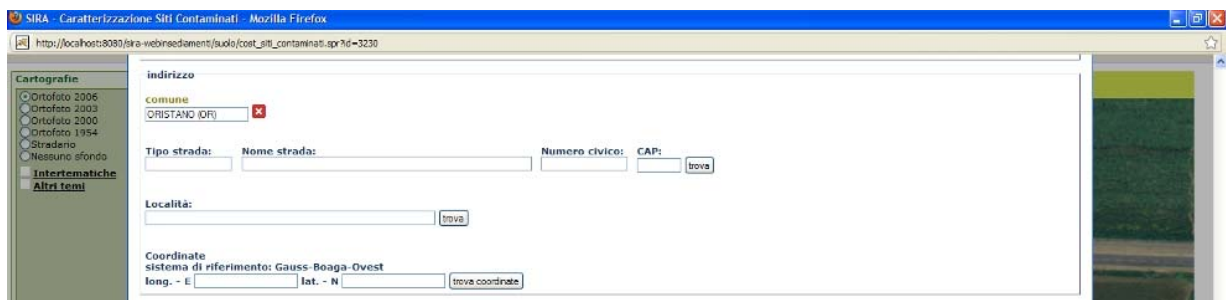 SIRA - Caratterizzazione Siti Contaminati - Mozilla Firefox
http://localhost:8080/sira-webinsediamenti/suolo/cost_siti_contaminati.spr?id=3230
Cartografie
Ortofoto 2006
Ortofoto 2003
Ortofoto 2000
Ortofoto 1954
Stradario
Nessuno sfondo
Intertematiche
Altri temi
indirizzo
comune
ORISTANO (OR)
Tipo strada: Nome strada: Numero civico: CAP:
trova
Località:
trova
Coordinate
sistema di riferimento: Gauss-Boaga-Ovest
long. - E lat. - N trova coordinate